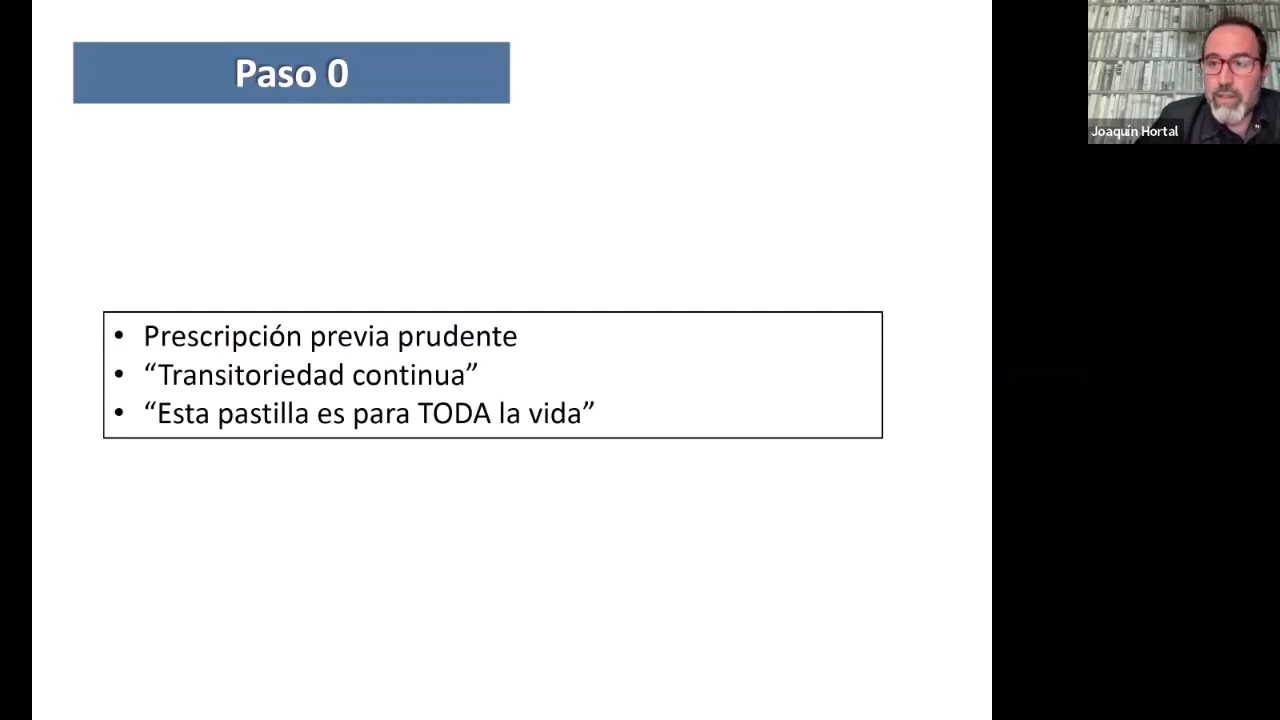 Paso 0
Joaquín Hortal
• Prescripción previa prudente
• “Transitoriedad continua”
• “Esta pastilla es para TODA la vida”